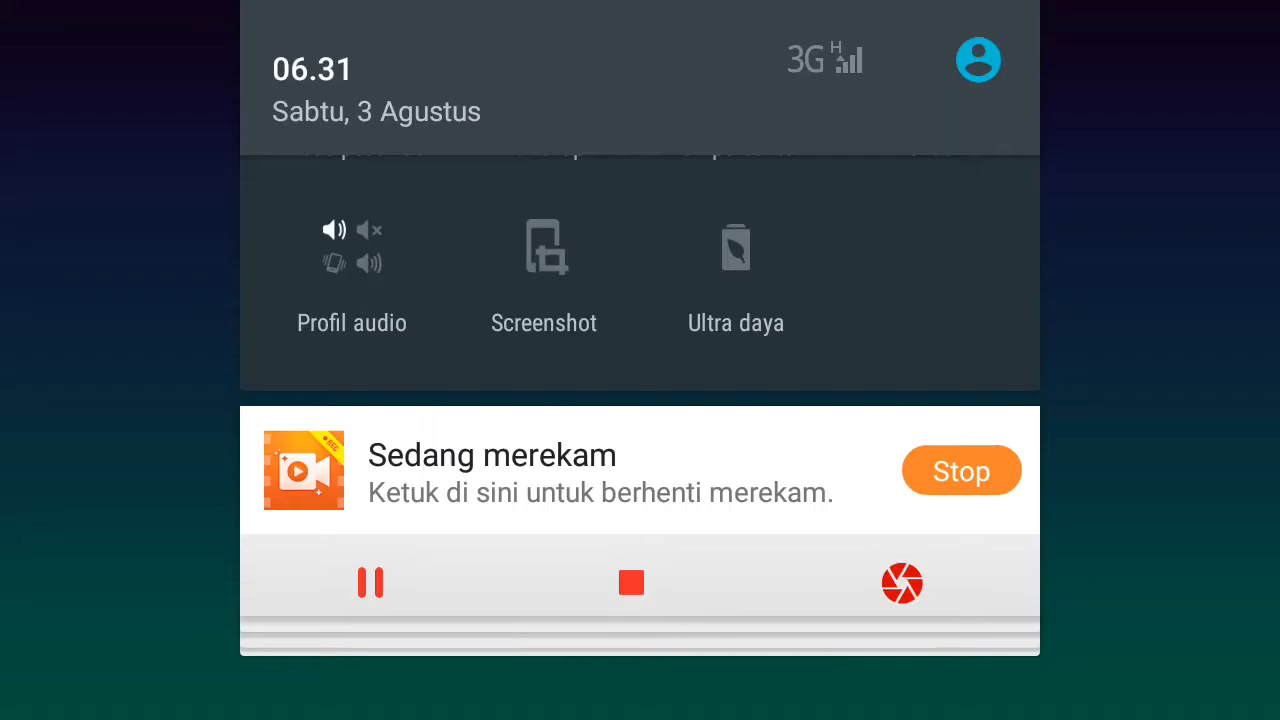 06.31
3G H
Sabtu, 3 Agustus
Profil audio
Screenshot
Ultra daya
REC
Sedang merekam
Ketuk di sini untuk berhenti merekam.
Stop